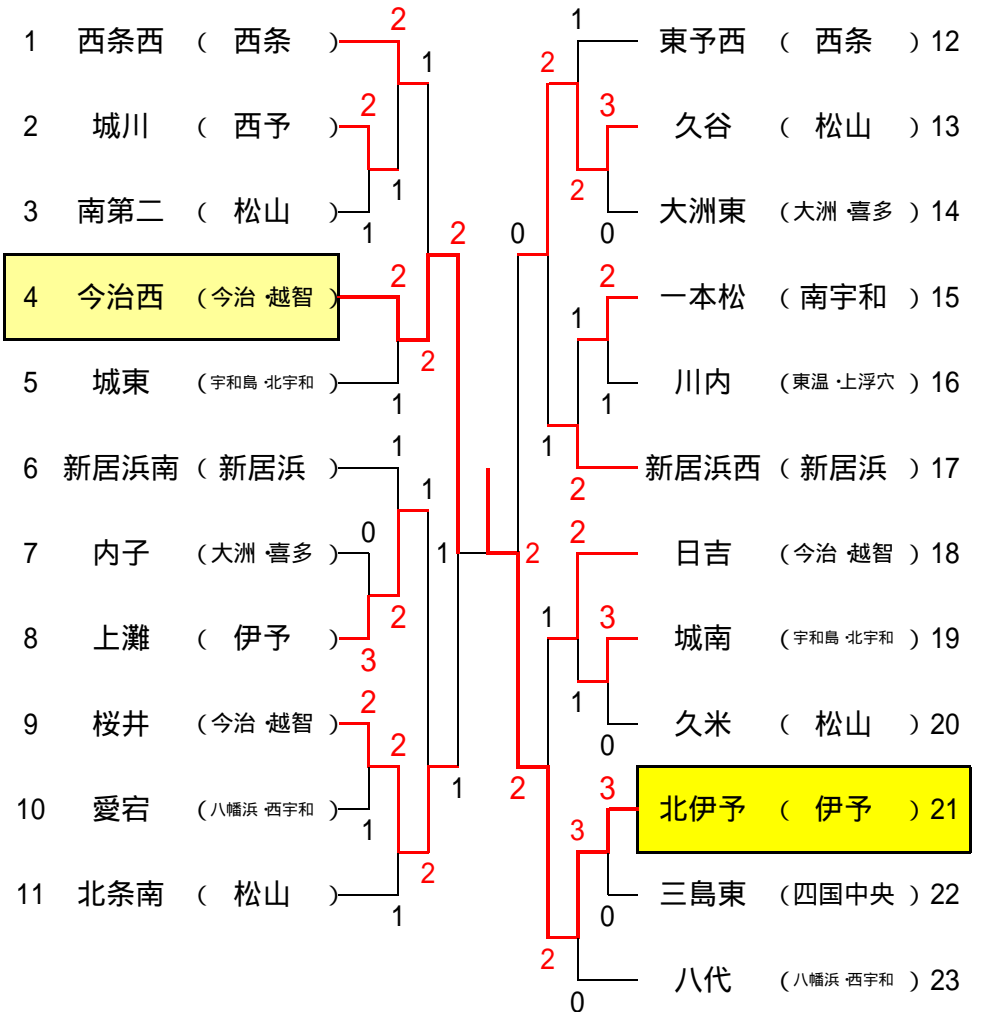 1 西条西 ( 西条 )
2 城川 ( 西予 )
3 南第二 ( 松山 )
4 今治西 (今治・越智 )
5 城東 (宇和島・北宇和 )
6 新居浜南 ( 新居浜 )
7 内子 (大洲・喜多 )
8 上灘 ( 伊予 )
9 桜井 (今治・越智 )
10 愛宕 (八幡浜・西宇和 )
11 北条南 ( 松山 )
2
1
2
1
1
2
2
2
1
1
1
0
1
2
3
2
2
1
1
2
1
東予西 ( 西条 ) 12
久谷 ( 松山 ) 13
大洲東 (大洲・喜多 ) 14
一本松 ( 南宇和 ) 15
川内 (東温・上浮穴 ) 16
新居浜西 ( 新居浜 ) 17
日吉 (今治・越智 ) 18
城南 (宇和島・北宇和 ) 19
久米 ( 松山 ) 20
北伊予 ( 伊予 ) 21
三島東 (四国中央 ) 22
八代 (八幡浜・西宇和 ) 23
1
2
3
2
0
0
2
1
1
1
2
2
2
1
3
1
0
2
3
3
0
2
0